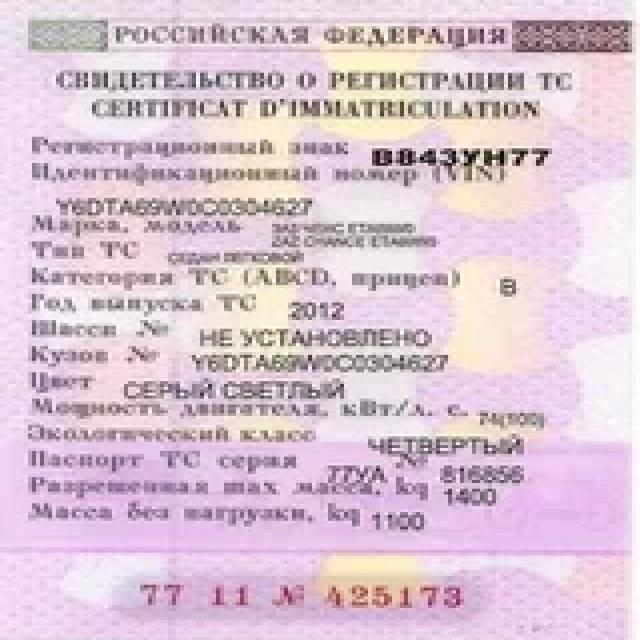 РОССИЙСКАЯ ФЕДЕРАЦИЯ
СВИДЕТЕЛЬСТВО О РЕГИСТРАЦИИ ТС
CERTIFICAT D'IMMATRICULATION
Регистрационный знак В843УН77
Идентификационный номер (VIN)
Y6DTA69W0C0304627
Марка, модель ЗАЗ ЧЕНС
ZAZ CHANCE
Тип ТС СЕДАН ЛЕГКОВОЙ
Категория ТС (ABCD, прицеп) В
Год выпуска ТС 2012
Шасси № НЕ УСТАНОВЛЕНО
Кузов № Y6DTA69W0C0304627
Цвет СЕРЫЙ СВЕТЛЫЙ
Мощность двигателя, кВт/л. с. 74(100)
Экологический класс ЧЕТВЕРТЫЙ
Паспорт ТС серия 77УА № 816856
Разрешенная max масса, kg 1400
Масса без нагрузки, kg 1100
77 11 № 425173